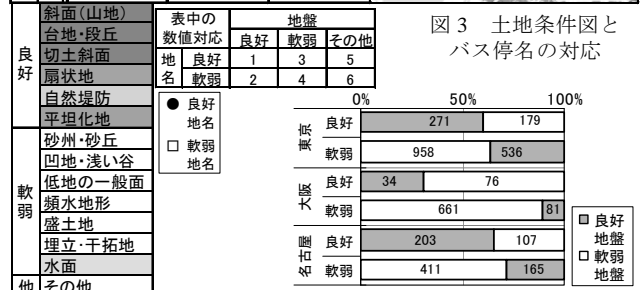 良好
斜面(山地)
台地・段丘
切土斜面
扇状地
自然堤防
平坦化地
軟弱
砂州・砂丘
凹地・浅い谷
低地の一般面
頻水地形
盛土地
埋立・干拓地
水面
他 その他
表中の 地盤
数値対応 良好 軟弱 その他
地名 良好 1 3 5
軟弱 2 4 6
● 良好
地名
□ 軟弱
地名
図3 土地条件図と
バス停名の対応
0% 50% 100%
東京 良好 271 179
軟弱 958 536
大阪 良好 34 76
軟弱 661 81
名古屋 良好 203 107
軟弱 411 165
良好
地盤
軟弱
地盤